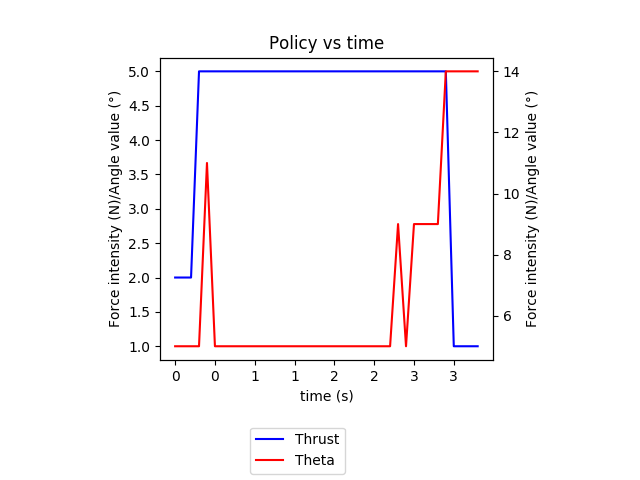 Policy vs time
Force intensity (N)/Angle value (°)
5.0
4.5
4.0
3.5
3.0
2.5
2.0
1.5
1.0
14
12
10
8
6
Force intensity (N)/Angle value (°)
0 0 1 1 2 2 3 3
time (s)
Thrust
Theta